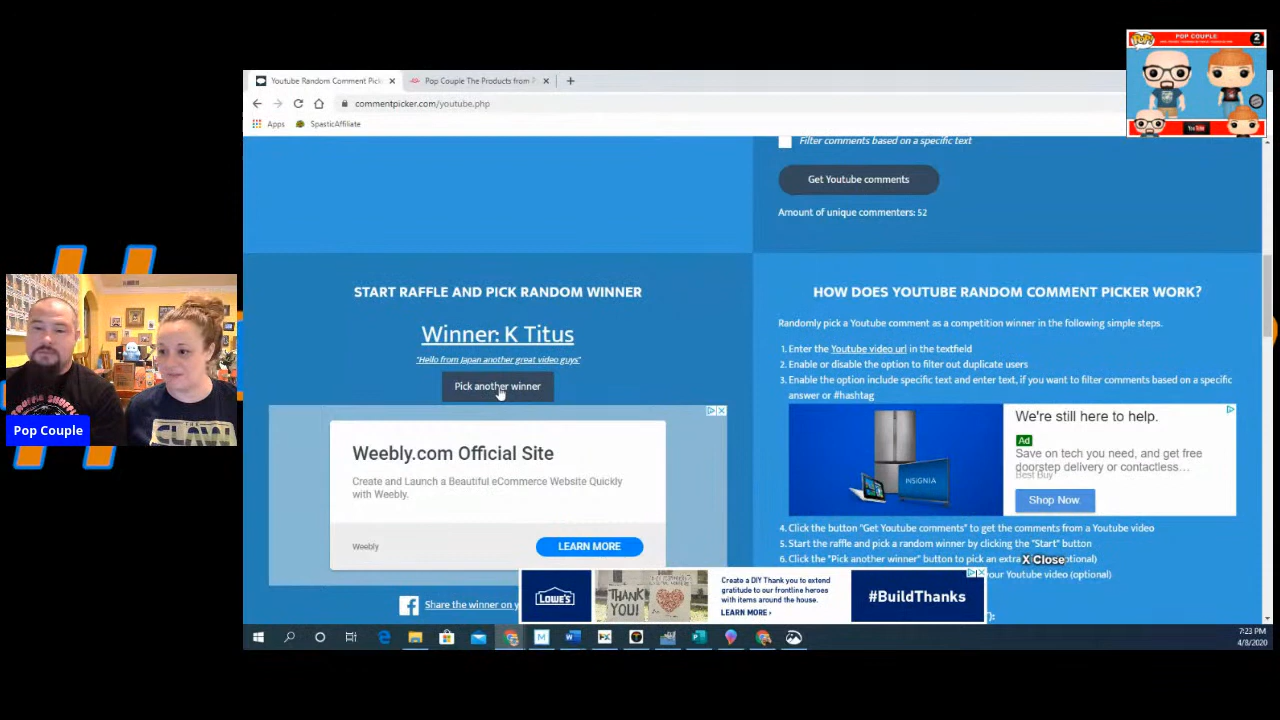 POP COUPLE
2
Youtube Random Comment Pick
Pop Couple The Products from
commentpicker.com/youtube.php
Apps
SpasticAffiliate
Filter comments based on a specific text
Get Youtube comments
Amount of unique commenters: 52
START RAFFLE AND PICK RANDOM WINNER
Winner: K Titus
"Hello from Japan another great video guys"
Pick another winner
Weebly.com Official Site
Create and Launch a Beautiful eCommerce Website Quickly
with Weebly.
Weebly
LEARN MORE
Share the winner on y
HOW DOES YOUTUBE RANDOM COMMENT PICKER WORK?
Randomly pick a Youtube comment as a competition winner in the following simple steps.
1. Enter the Youtube video url in the textfield
2. Enable or disable the option to filter out duplicate users
3. Enable the option include specific text and enter text, if you want to filter comments based on a specific
answer or #hashtag
INSIGNIA
We're still here to help.
Ad
Save on tech you need, and get free
doorstep delivery or contactless...
Best Buy
Shop Now
4. Click the button "Get Youtube comments" to get the comments from a Youtube video
5. Start the raffle and pick a random winner by clicking the "Start" button
6. Click the "Pick another winner" button to pick an extra
ptional)
X Close
your Youtube video (optional)
LOWE'S
THANK
YOU!
Create a DIY Thank you to extend
gratitude to our frontline heroes
with items around the house.
LEARN MORE ›
#BuildThanks
Pop Couple
THE
CLAW
7:23 PM
4/8/2020